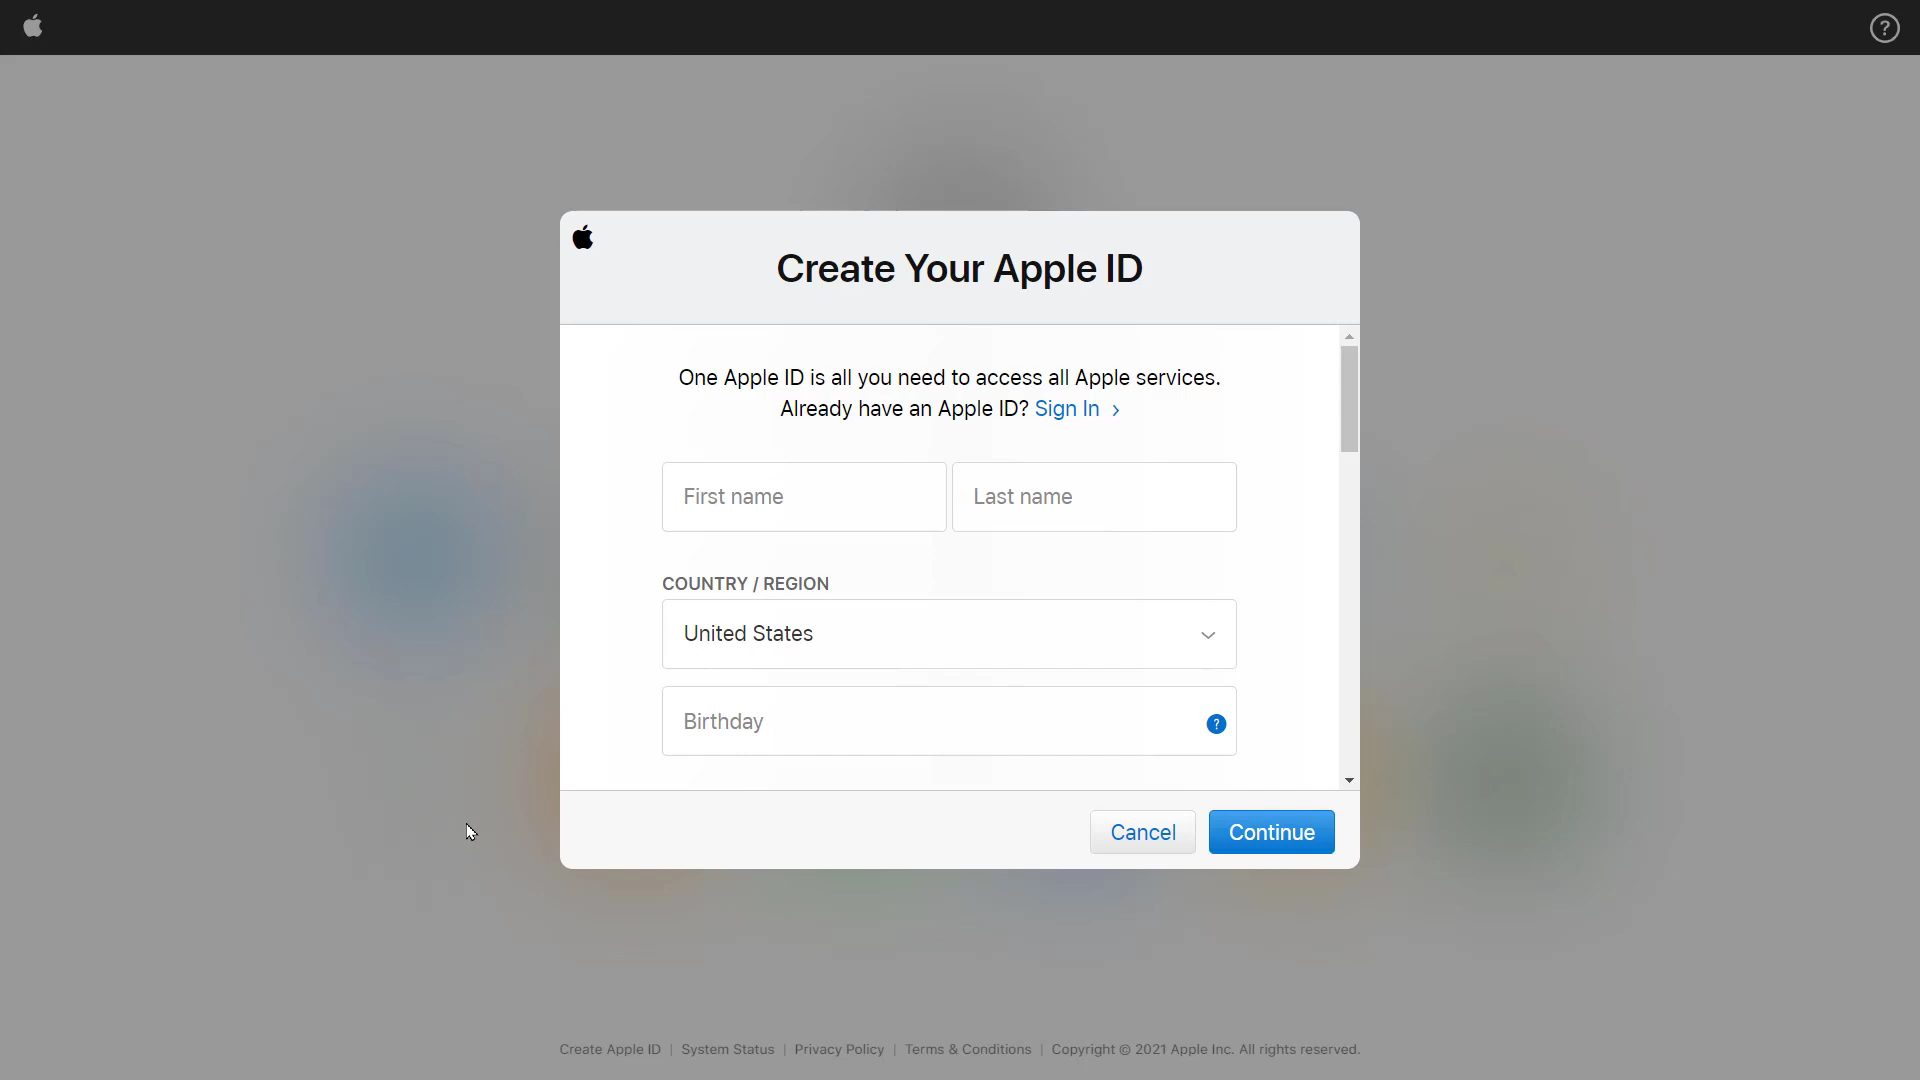 ?
Create Your Apple ID
One Apple ID is all you need to access all Apple services.
Already have an Apple ID? Sign In >
First name
Last name
COUNTRY / REGION
United States
Birthday
?
Cancel
Continue
Create Apple ID | System Status | Privacy Policy | Terms & Conditions | Copyright © 2021 Apple Inc. All rights reserved.